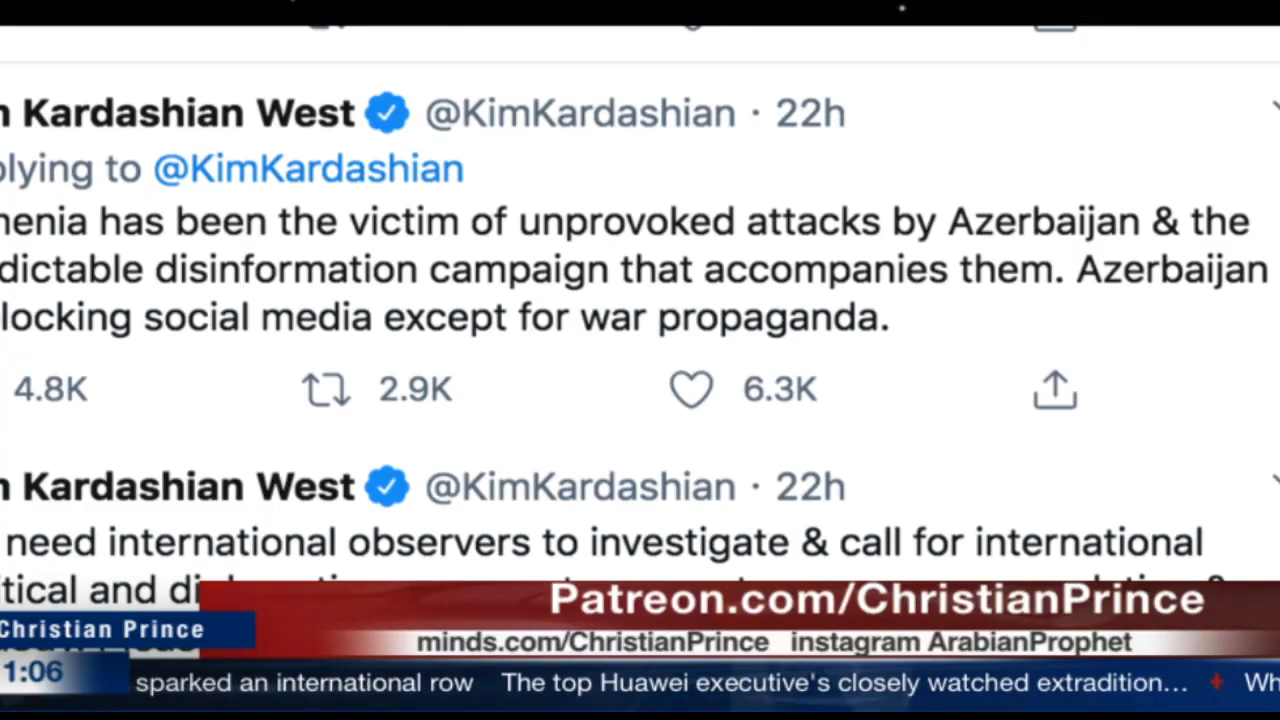 n Kardashian West @KimKardashian · 22h
plying to @KimKardashian
nenia has been the victim of unprovoked attacks by Azerbaijan & the
dictable disinformation campaign that accompanies them. Azerbaijan
locking social media except for war propaganda.
4.8K 2.9K 6.3K
n Kardashian West @KimKardashian · 22h
need international observers to investigate & call for international
itical and
Patreon.com/ChristianPrince
Christian Prince
minds.com/ChristianPrince instagram ArabianProphet
1:06
sparked an international row The top Huawei executive's closely watched extradition... Wh